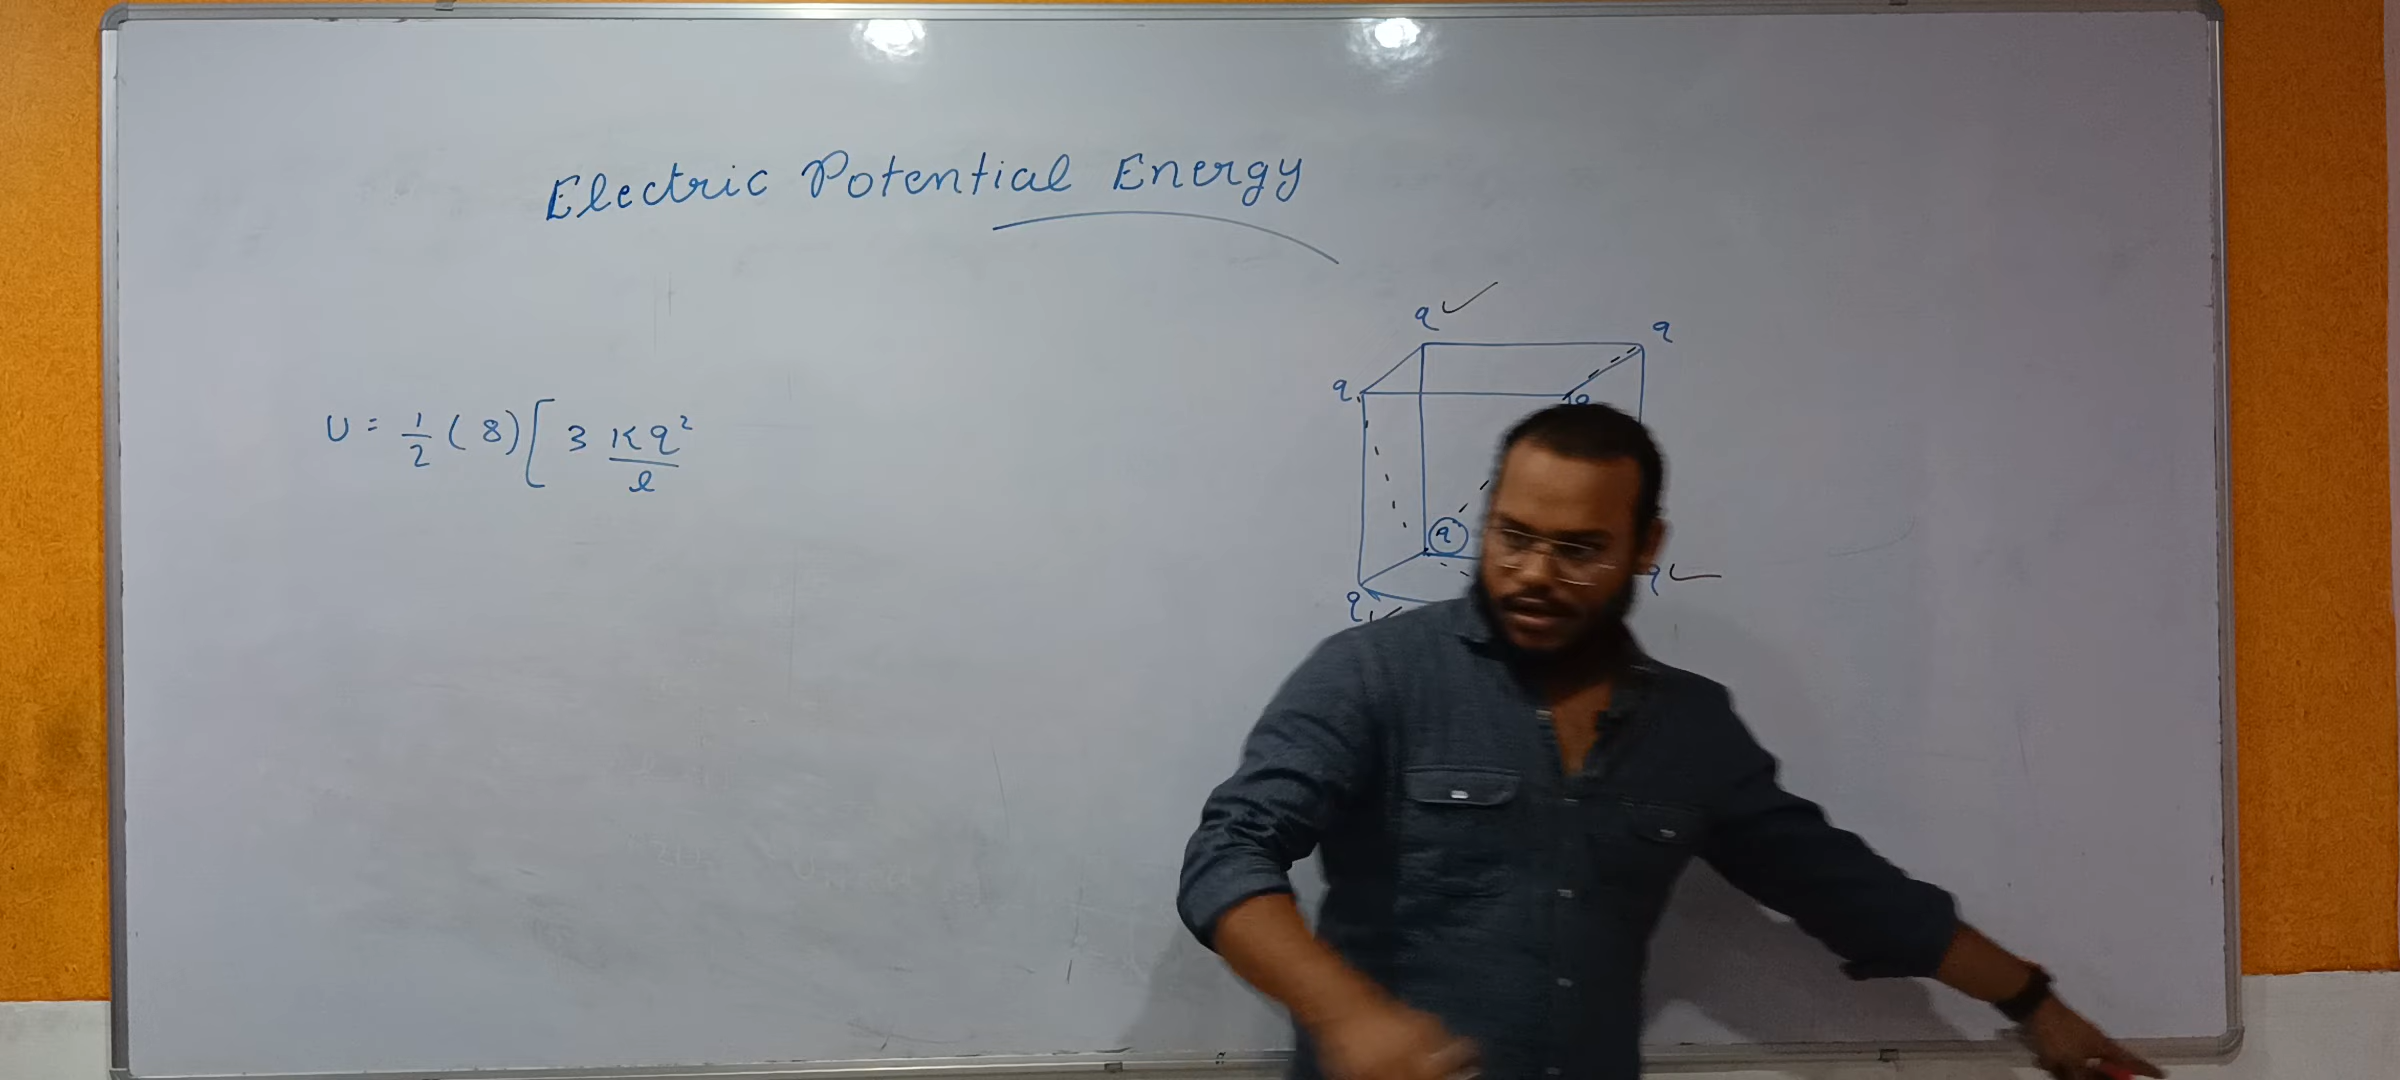 Electric Potential Energy
q
q
q
U = 1/2 (8) [ 3 Kq²/l
q
q
q